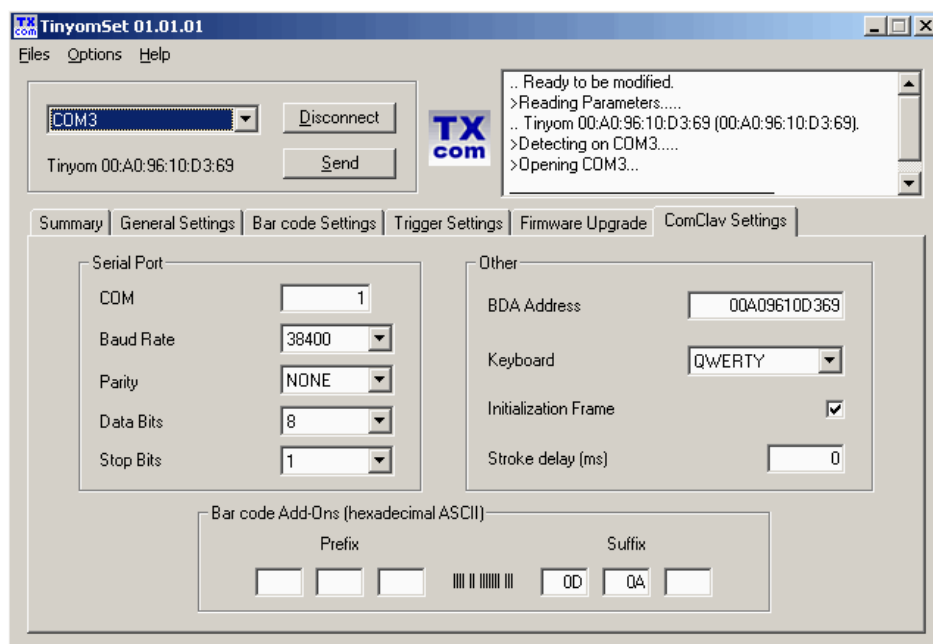 TX com TinyomSet 01.01.01
Files Options Help
COM3
Disconnect
Tinyom 00:A0:96:10:D3:69
Send
TX
com
.. Ready to be modified.
>Reading Parameters.....
.. Tinyom 00:A0:96:10:D3:69 (00:A0:96:10:D3:69).
>Detecting on COM3.....
>Opening COM3...
Summary General Settings Bar code Settings Trigger Settings Firmware Upgrade ComClav Settings
Serial Port
COM 1
Baud Rate 38400
Parity NONE
Data Bits 8
Stop Bits 1
Other
BDA Address 00A09610D369
Keyboard QWERTY
Initialization Frame
Stroke delay (ms) 0
Bar code Add-Ons (hexadecimal ASCII)
Prefix Suffix
0D 0A